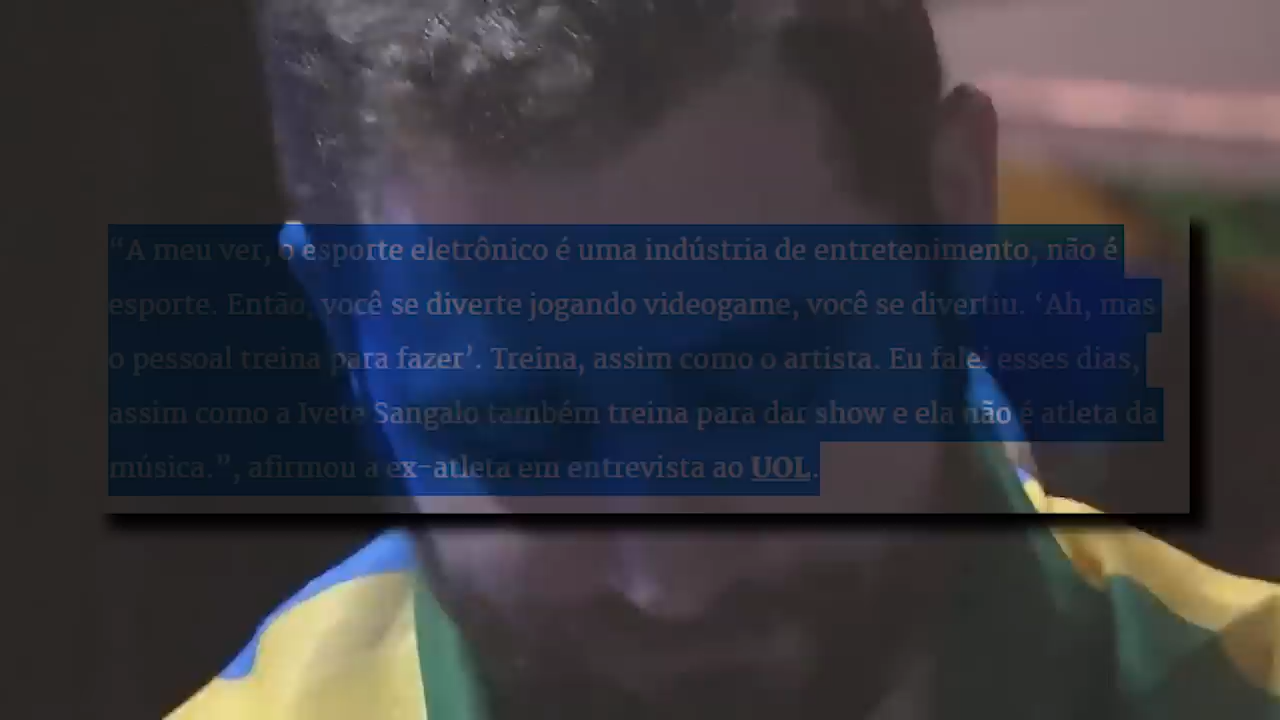 “A meu ver, o esporte eletrônico é uma indústria de entretenimento, não é
esporte. Então, você se diverte jogando videogame, você se divertiu. ‘Ah, mas
o pessoal treina para fazer’. Treina, assim como o artista. Eu falei esses dias,
assim como a Ivete Sangalo também treina para dar show e ela não é atleta da
música.”, afirmou a ex-atleta em entrevista ao UOL.